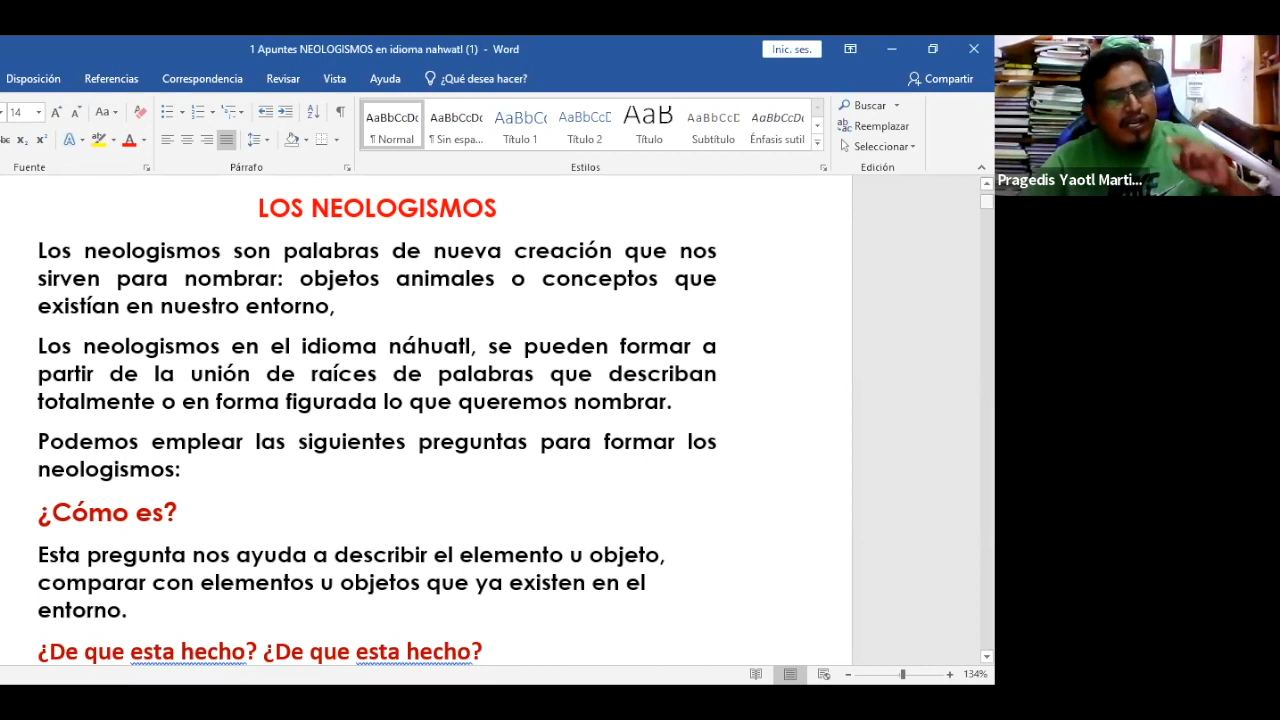 1 Apuntes NEOLOGISMOS en idioma nahwatl (1) - Word
Inic. ses.
Disposición Referencias Correspondencia Revisar Vista Ayuda ¿Qué desea hacer? Compartir
14
AaBbCcDc AaBbCcDc AaBbCc AaBbCcD AaB AaBbCcD AaBbCcDc
¶ Normal ¶ Sin espa... Título 1 Título 2 Título Subtítulo Énfasis sutil
Buscar
Reemplazar
Seleccionar
Fuente Párrafo Estilos Edición
Pragedis Yaotl Marti...
LOS NEOLOGISMOS
Los neologismos son palabras de nueva creación que nos
sirven para nombrar: objetos animales o conceptos que
existían en nuestro entorno,
Los neologismos en el idioma náhuatl, se pueden formar a
partir de la unión de raíces de palabras que describan
totalmente o en forma figurada lo que queremos nombrar.
Podemos emplear las siguientes preguntas para formar los
neologismos:
¿Cómo es?
Esta pregunta nos ayuda a describir el elemento u objeto,
comparar con elementos u objetos que ya existen en el
entorno.
¿De que esta hecho? ¿De que esta hecho?
134%